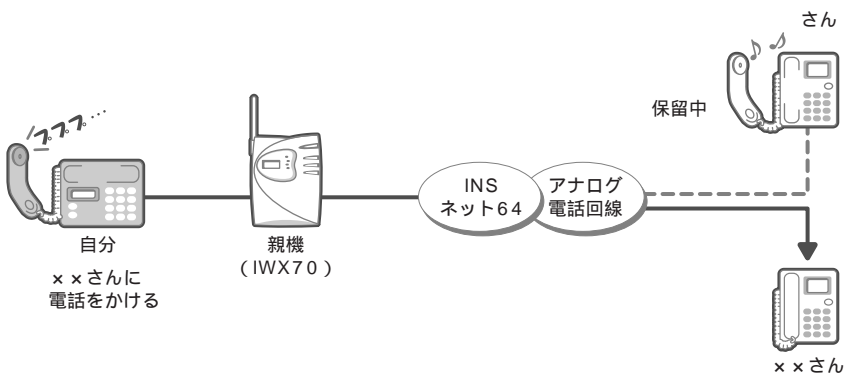 さん
保留中
プププ…
INS
ネット64
アナログ
電話回線
自分
××さんに
電話をかける
親機
(IWX70)
××さん